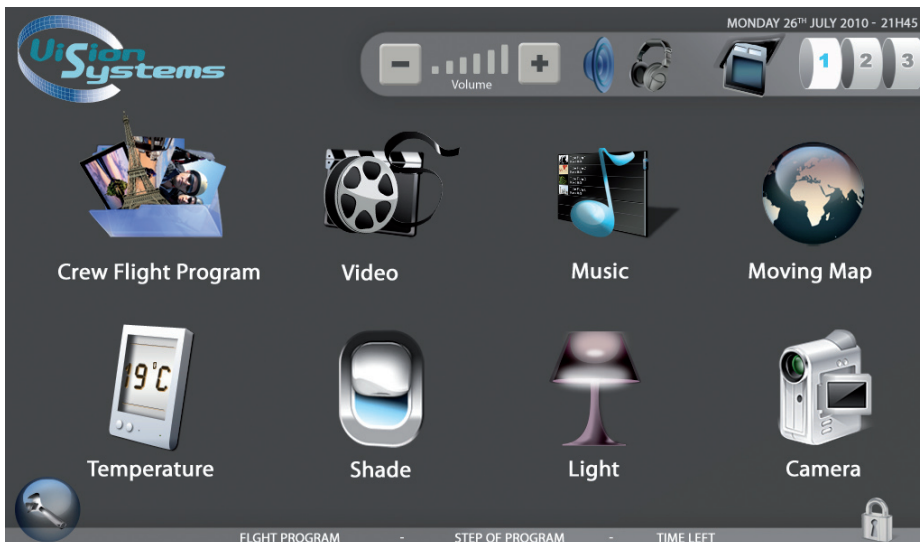 MONDAY 26TH JULY 2010 - 21H45
Vision
Systems
- +
Volume
1 2 3
Crew Flight Program Video Music Moving Map
19°C
Temperature Shade Light Camera
FLGHT PROGRAM - STEP OF PROGRAM - TIME LEFT